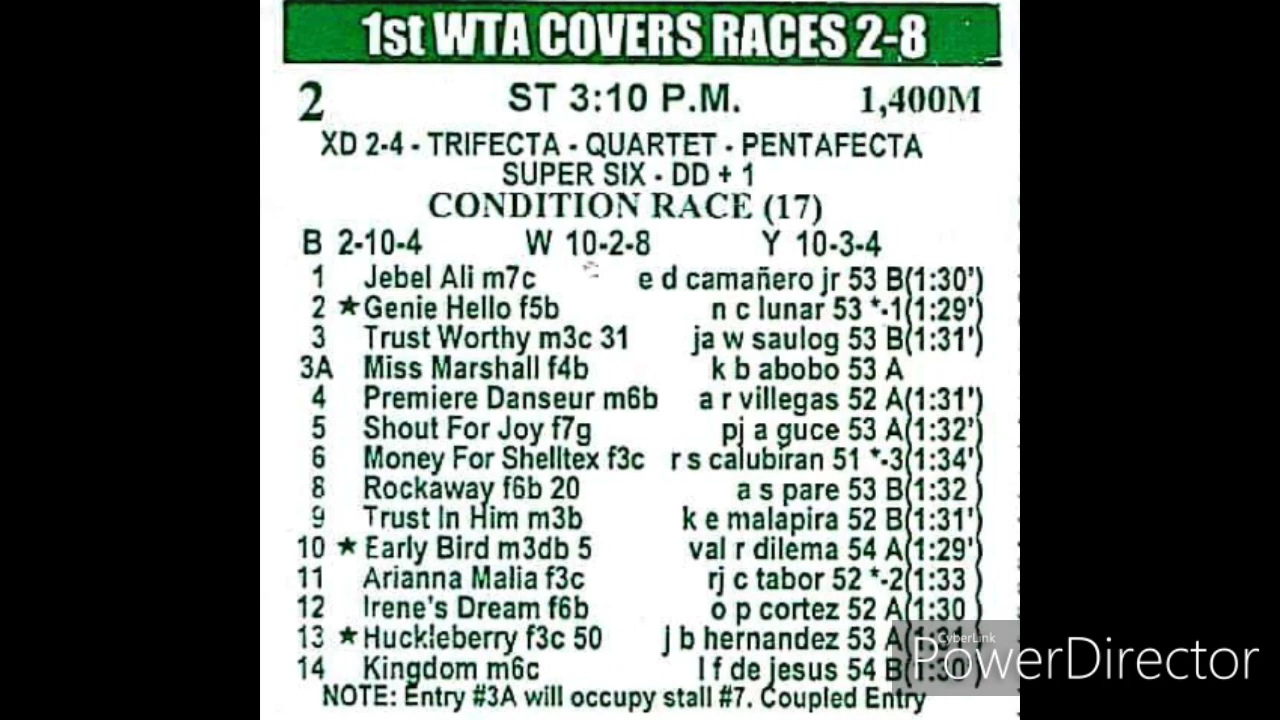 1st WTA COVERS RACES 2-8
2 ST 3:10 P.M. 1,400M
XD 2-4 - TRIFECTA - QUARTET - PENTAFECTA
SUPER SIX - DD + 1
CONDITION RACE (17)
B 2-10-4 W 10-2-8 Y 10-3-4
1 Jebel Ali m7c e d camañero jr 53 B(1:30')
2 ★Genie Hello f5b n c lunar 53 *-1(1:29')
3 Trust Worthy m3c 31 ja w saulog 53 B(1:31')
3A Miss Marshall f4b k b abobo 53 A
4 Premiere Danseur m6b a r villegas 52 A(1:31')
5 Shout For Joy f7g pj a guce 53 A(1:32')
6 Money For Shelltex f3c r s calubiran 51 *-3(1:34')
8 Rockaway f6b 20 a s pare 53 B(1:32 )
9 Trust In Him m3b k e malapira 52 B(1:31')
10 ★Early Bird m3db 5 val r dilema 54 A(1:29')
11 Arianna Malia f3c rj c tabor 52 *-2(1:33 )
12 Irene's Dream f6b o p cortez 52 A(1:30 )
13 ★Huckleberry f3c 50 j b hernandez 53
14 Kingdom m6c l f de jesus 54 B(1:30')
NOTE: Entry #3A will occupy stall #7. Coupled Entry
CyberLink
PowerDirector